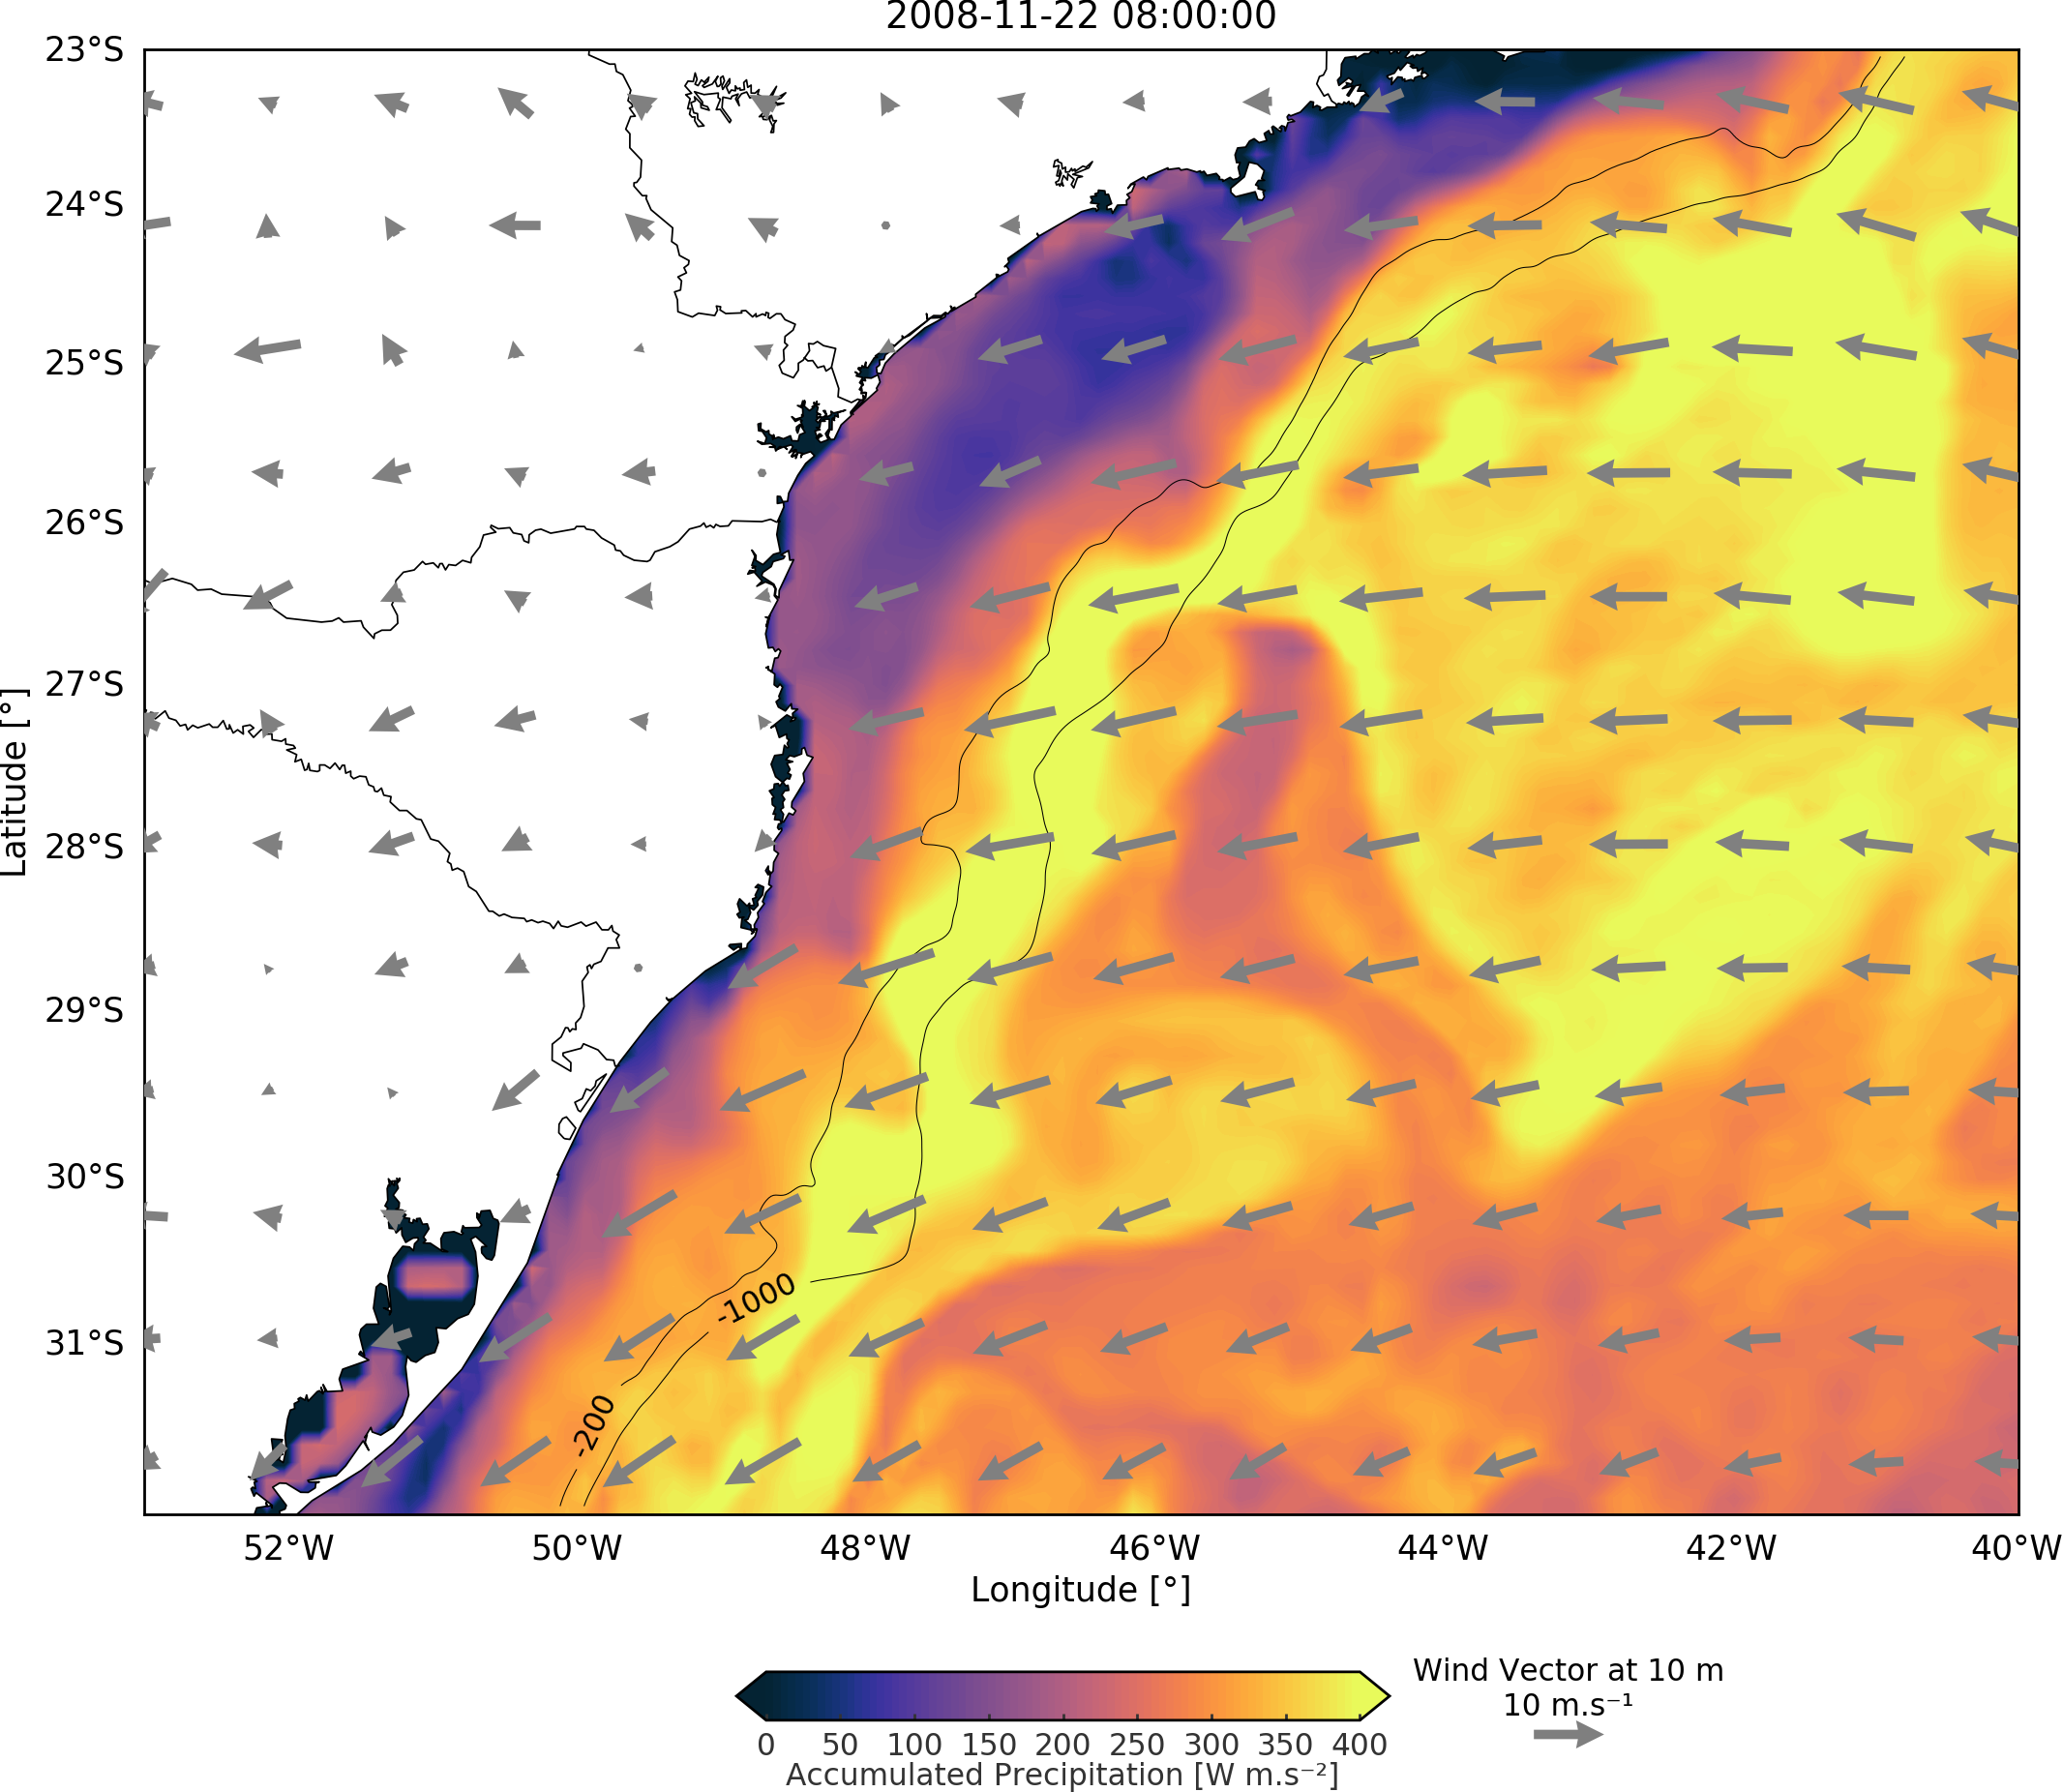 2008-11-22 08:00:00
23°S
24°S
25°S
26°S
27°S
28°S
29°S
30°S
31°S
Latitude [°]
-1000
-200
52°W 50°W 48°W 46°W 44°W 42°W 40°W
Longitude [°]
Wind Vector at 10 m
10 m.s⁻¹
0 50 100 150 200 250 300 350 400
Accumulated Precipitation [W m.s⁻²]